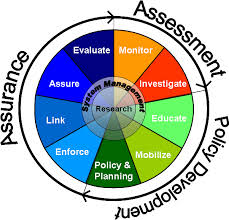 Assessment
Assurance
Policy Development
Evaluate
Monitor
Assure
Investigate
System Management
Research
Link
Educate
Enforce
Mobilize
Policy &
Planning